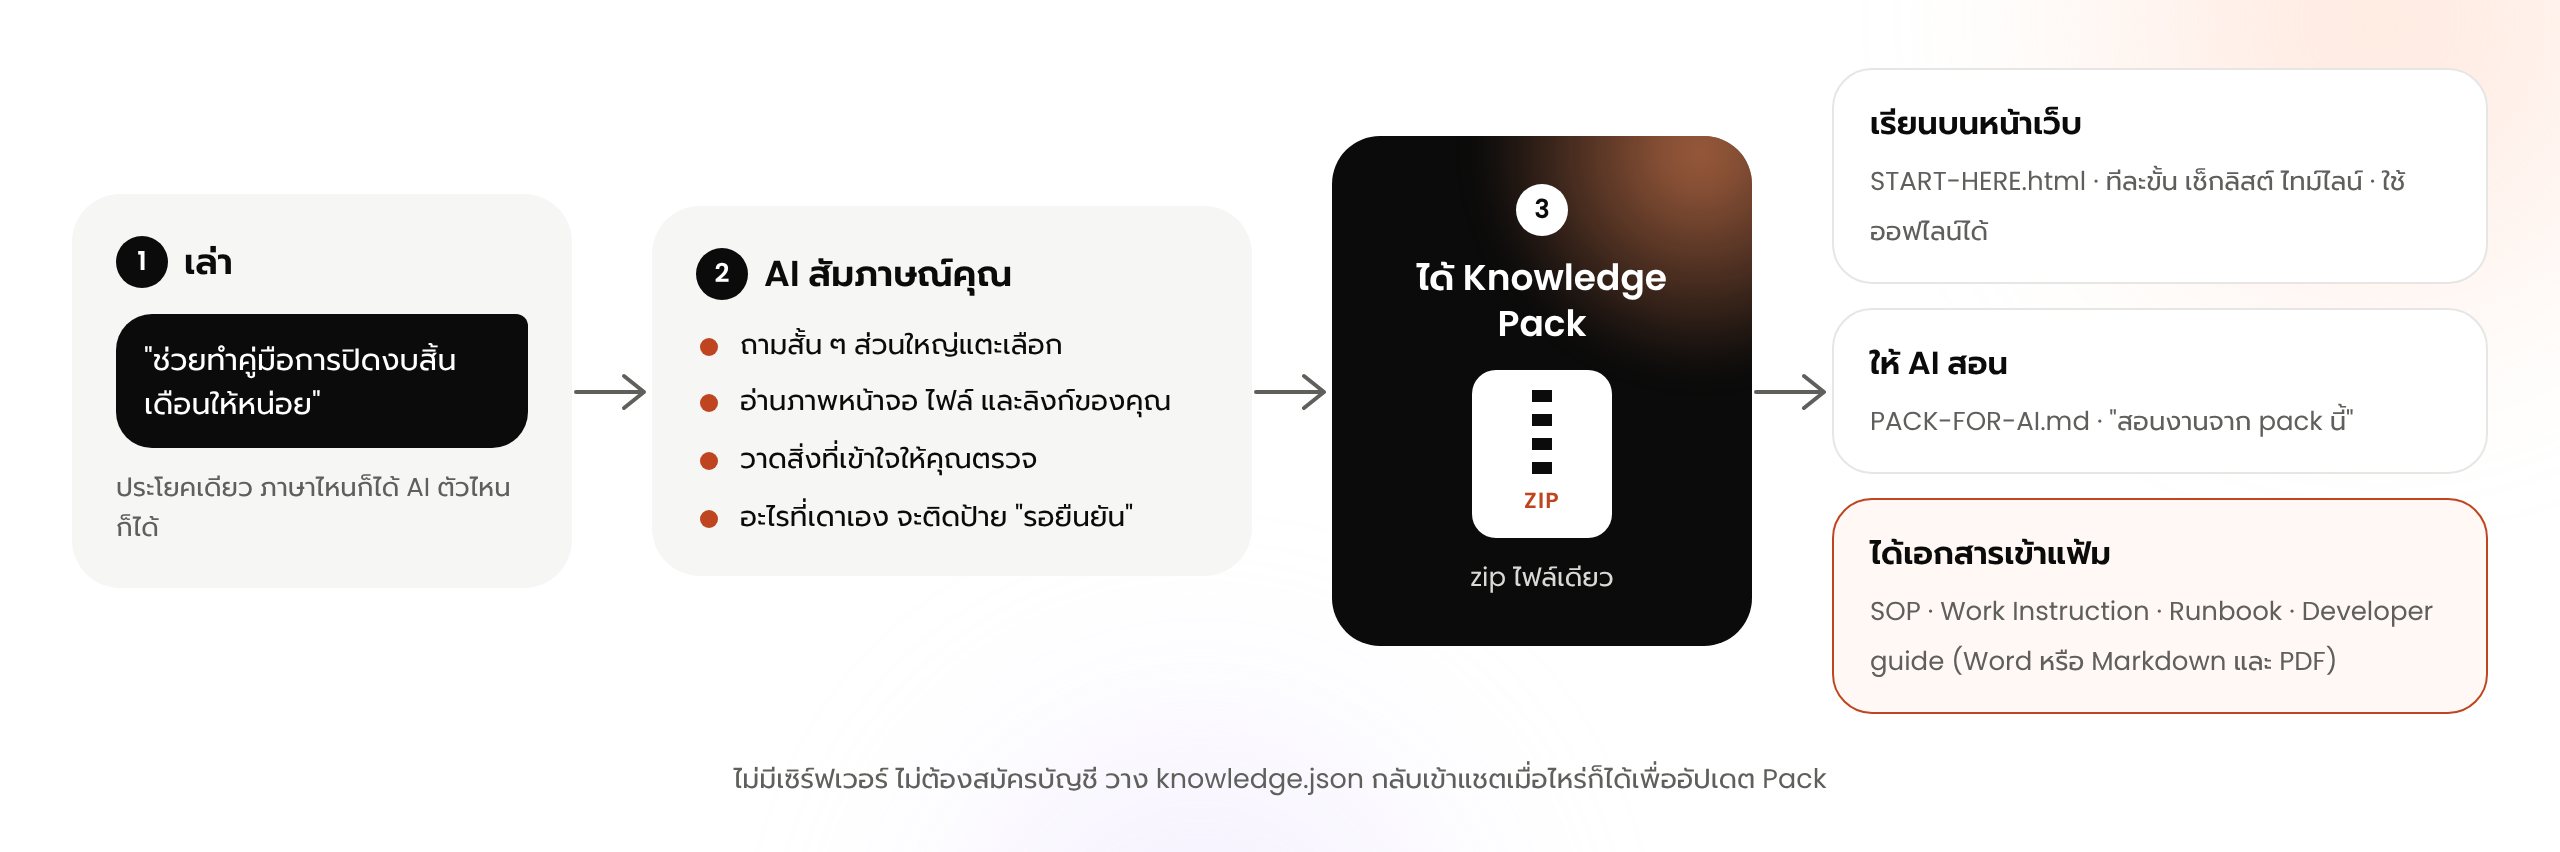 1 เล่า
"ช่วยทำคู่มือการปิดงบสิ้น
เดือนให้หน่อย"
ประโยคเดียว ภาษาไหนก็ได้ AI ตัวไหน
ก็ได้
2 AI สัมภาษณ์คุณ
ถามสั้น ๆ ส่วนใหญ่แตะเลือก
อ่านภาพหน้าจอ ไฟล์ และลิงก์ของคุณ
วาดสิ่งที่เข้าใจให้คุณตรวจ
อะไรที่เดาเอง จะติดป้าย "รอยืนยัน"
3
ได้ Knowledge
Pack
ZIP
zip ไฟล์เดียว
เรียนบนหน้าเว็บ
START-HERE.html · ทีละขั้น เช็กลิสต์ ไทม์ไลน์ · ใช้
ออฟไลน์ได้
ให้ AI สอน
PACK-FOR-AI.md · "สอนงานจาก pack นี้"
ได้เอกสารเข้าแฟ้ม
SOP · Work Instruction · Runbook · Developer
guide (Word หรือ Markdown และ PDF)
ไม่มีเซิร์ฟเวอร์ ไม่ต้องสมัครบัญชี วาง knowledge.json กลับเข้าแชตเมื่อไหร่ก็ได้เพื่ออัปเดต Pack